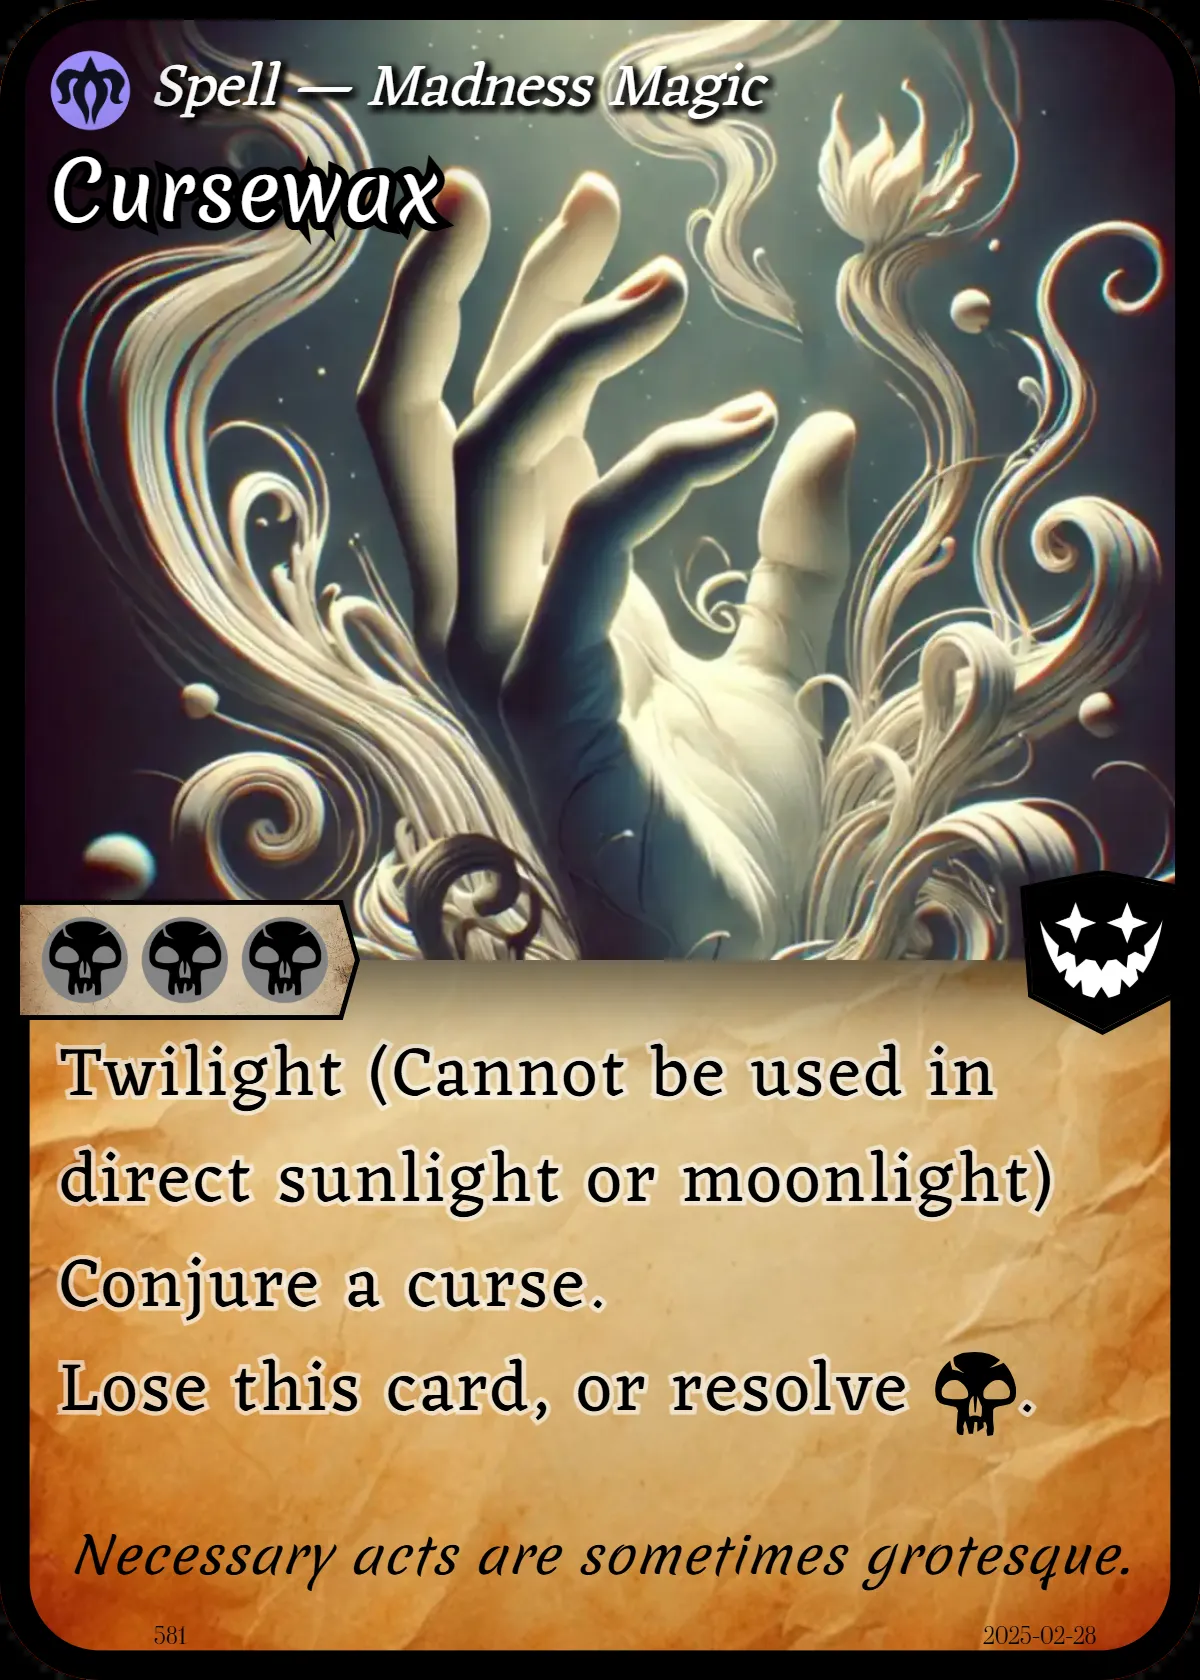 Spell — Madness Magic
Cursewax
Twilight (Cannot be used in
direct sunlight or moonlight)
Conjure a curse.
Lose this card, or resolve .
Necessary acts are sometimes grotesque.
581
2025-02-28